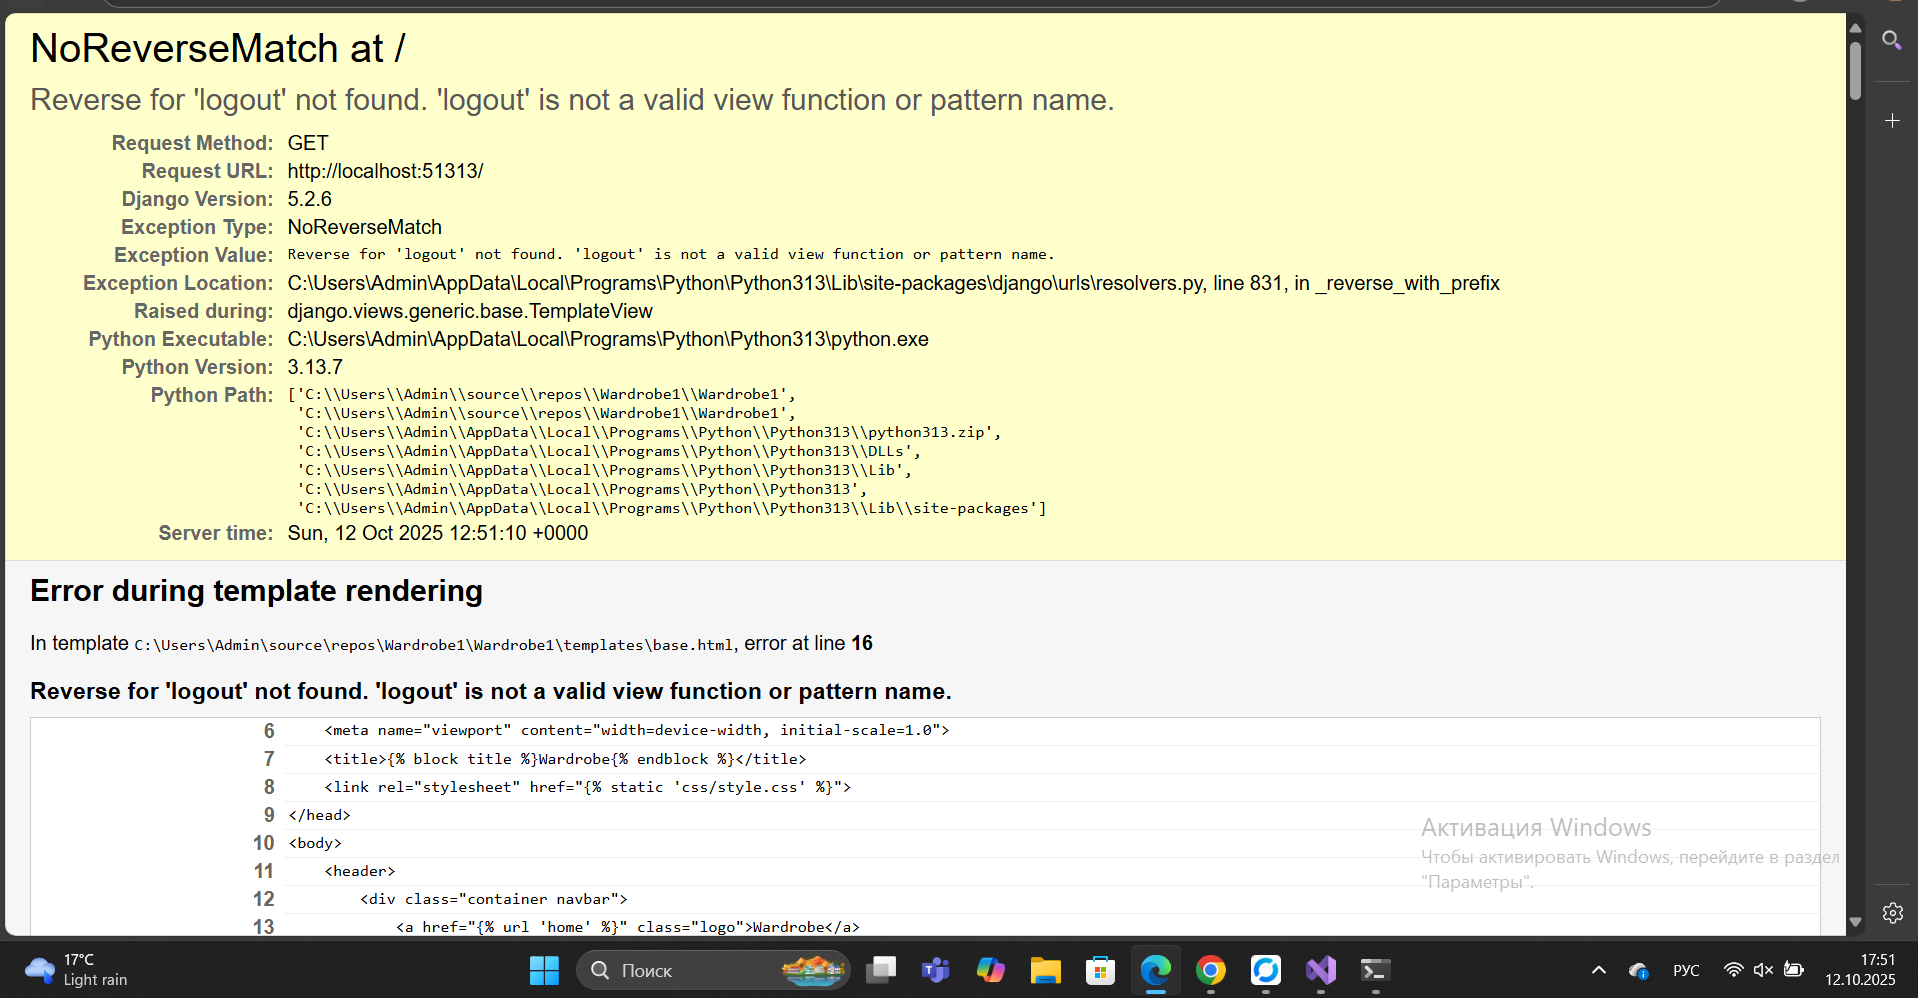 NoReverseMatch at /
Reverse for 'logout' not found. 'logout' is not a valid view function or pattern name.
Request Method: GET
Request URL: http://localhost:51313/
Django Version: 5.2.6
Exception Type: NoReverseMatch
Exception Value: Reverse for 'logout' not found. 'logout' is not a valid view function or pattern name.
Exception Location: C:\Users\Admin\AppData\Local\Programs\Python\Python313\Lib\site-packages\django\urls\resolvers.py, line 831, in _reverse_with_prefix
Raised during: django.views.generic.base.TemplateView
Python Executable: C:\Users\Admin\AppData\Local\Programs\Python\Python313\python.exe
Python Version: 3.13.7
Python Path: ['C:\\Users\\Admin\\source\\repos\\Wardrobe1\\Wardrobe1',
'C:\\Users\\Admin\\source\\repos\\Wardrobe1\\Wardrobe1',
'C:\\Users\\Admin\\AppData\\Local\\Programs\\Python\\Python313\\python313.zip',
'C:\\Users\\Admin\\AppData\\Local\\Programs\\Python\\Python313\\DLLs',
'C:\\Users\\Admin\\AppData\\Local\\Programs\\Python\\Python313\\Lib',
'C:\\Users\\Admin\\AppData\\Local\\Programs\\Python\\Python313',
'C:\\Users\\Admin\\AppData\\Local\\Programs\\Python\\Python313\\Lib\\site-packages']
Server time: Sun, 12 Oct 2025 12:51:10 +0000
Error during template rendering
In template C:\Users\Admin\source\repos\Wardrobe1\Wardrobe1\templates\base.html, error at line 16
Reverse for 'logout' not found. 'logout' is not a valid view function or pattern name.
6 <meta name="viewport" content="width=device-width, initial-scale=1.0">
7 <title>{% block title %}Wardrobe{% endblock %}</title>
8 <link rel="stylesheet" href="{% static 'css/style.css' %}">
9 </head>
10 <body>
11 <header>
12 <div class="container navbar">
13 <a href="{% url 'home' %}" class="logo">Wardrobe</a>
Активация Windows
Чтобы активировать Windows, перейдите в раздел
"Параметры".
17°C
Light rain
Поиск
РУС
17:51
12.10.2025